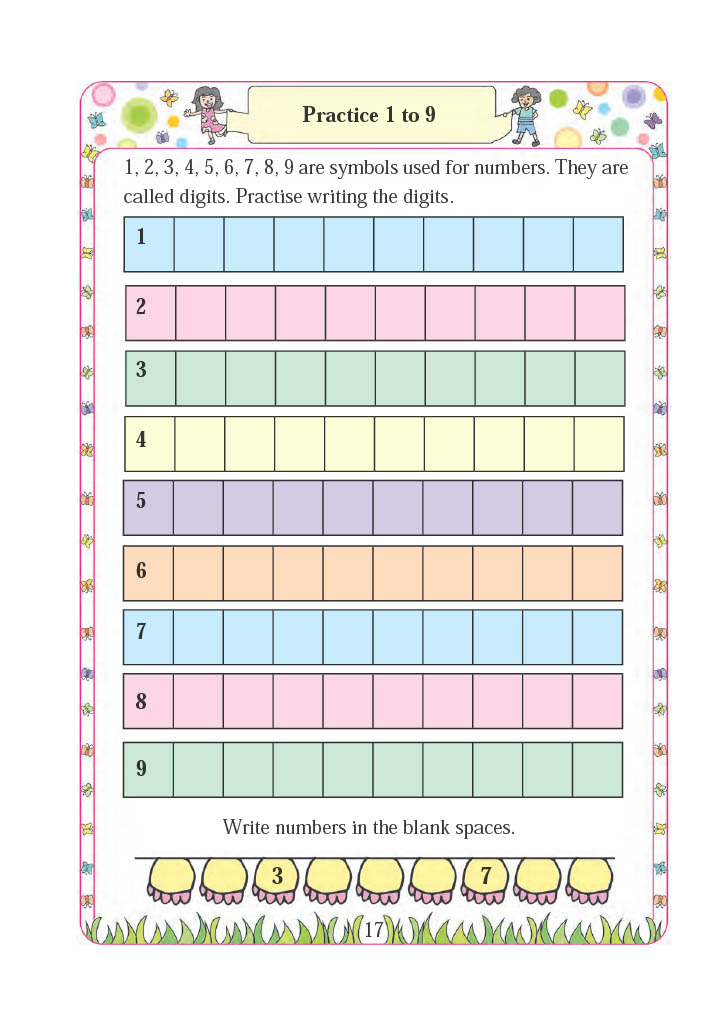 Practice 1 to 9
1, 2, 3, 4, 5, 6, 7, 8, 9 are symbols used for numbers. They are
called digits. Practise writing the digits.
1
2
3
4
5
6
7
8
9
Write numbers in the blank spaces.
3 7
17